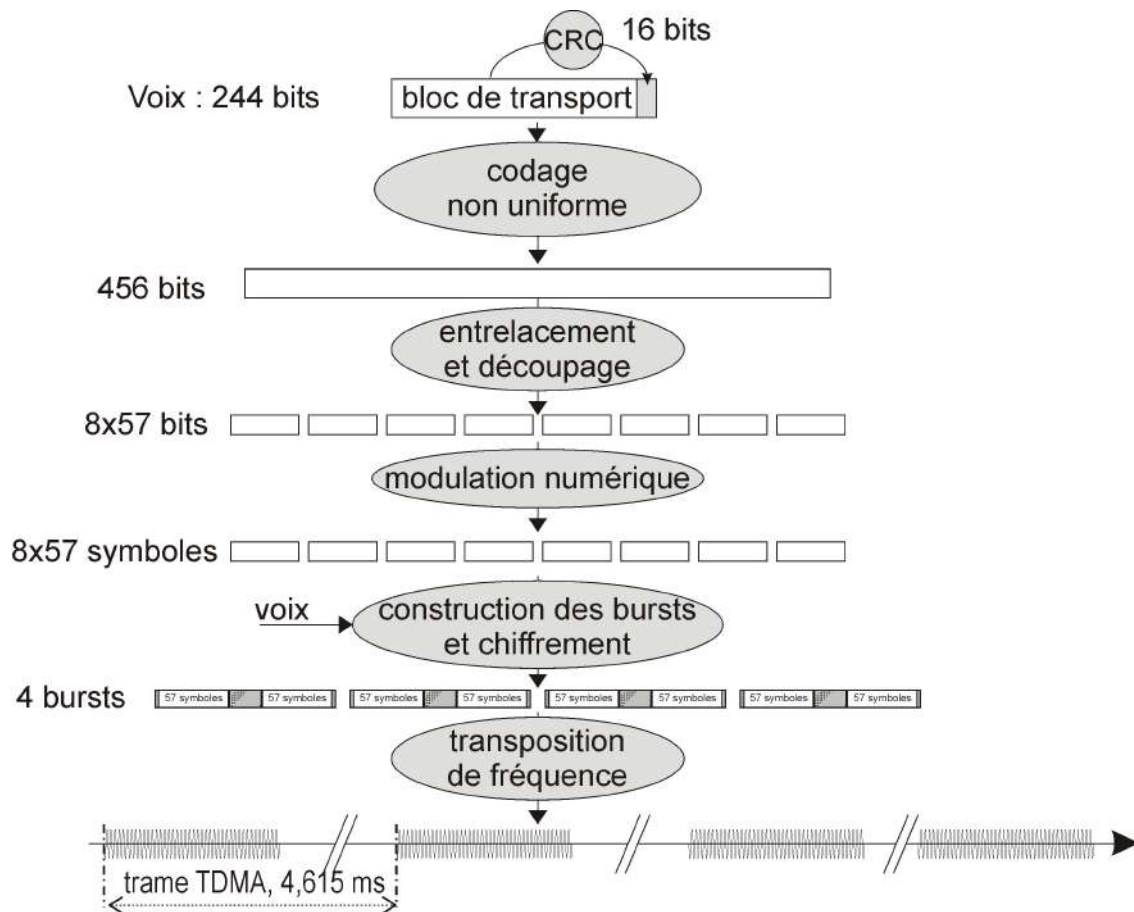 CRC
16 bits
Voix : 244 bits
bloc de transport
codage
non uniforme
456 bits
entrelacement
et découpage
8x57 bits
modulation numérique
8x57 symboles
voix
construction des bursts
et chiffrement
4 bursts
57 symboles 57 symboles 57 symboles 57 symboles 57 symboles 57 symboles 57 symboles 57 symboles
transposition
de fréquence
trame TDMA, 4,615 ms